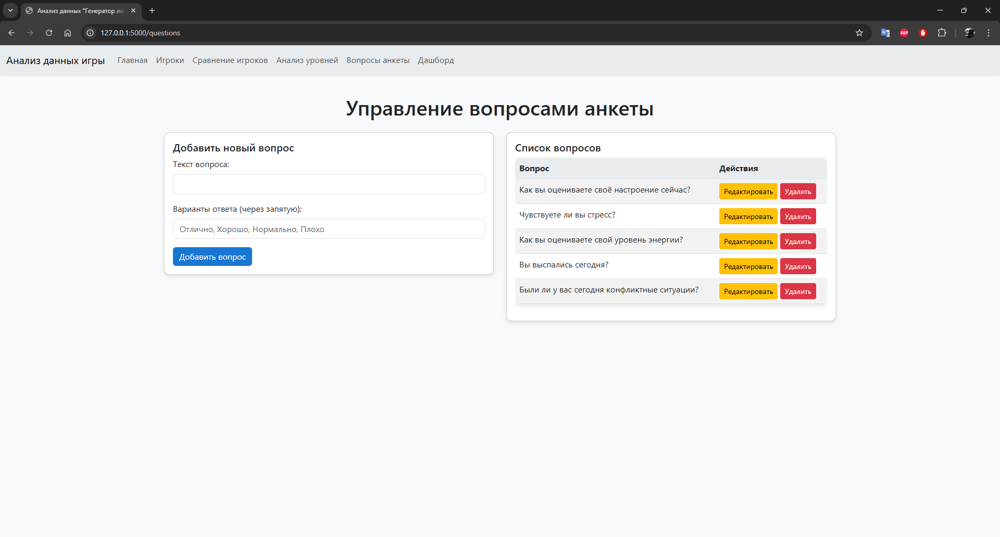 Анализ данных "Генератор ла
127.0.0.1:5000/questions
ABP
Анализ данных игры Главная Игроки Сравнение игроков Анализ уровней Вопросы анкеты Дашборд
Управление вопросами анкеты
Добавить новый вопрос
Текст вопроса:
Варианты ответа (через запятую):
Отлично, Хорошо, Нормально, Плохо
Добавить вопрос
Список вопросов
Вопрос Действия
Как вы оцениваете своё настроение сейчас? Редактировать Удалить
Чувствуете ли вы стресс? Редактировать Удалить
Как вы оцениваете свой уровень энергии? Редактировать Удалить
Вы выспались сегодня? Редактировать Удалить
Были ли у вас сегодня конфликтные ситуации? Редактировать Удалить